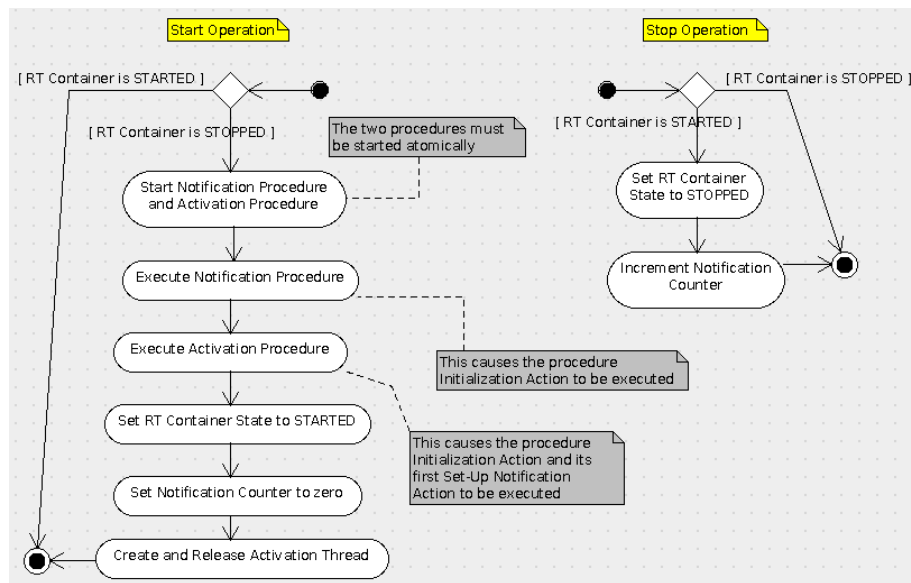 Start Operation
[ RT Container is STARTED ]
[ RT Container is STOPPED ]
The two procedures must
be started atomically
Start Notification Procedure
and Activation Procedure
Execute Notification Procedure
This causes the procedure
Initialization Action to be executed
Execute Activation Procedure
This causes the procedure
Initialization Action and its
first Set-Up Notification
Action to be executed
Set RT Container State to STARTED
Set Notification Counter to zero
Create and Release Activation Thread
Stop Operation
[ RT Container is STOPPED ]
[ RT Container is STARTED ]
Set RT Container
State to STOPPED
Increment Notification
Counter